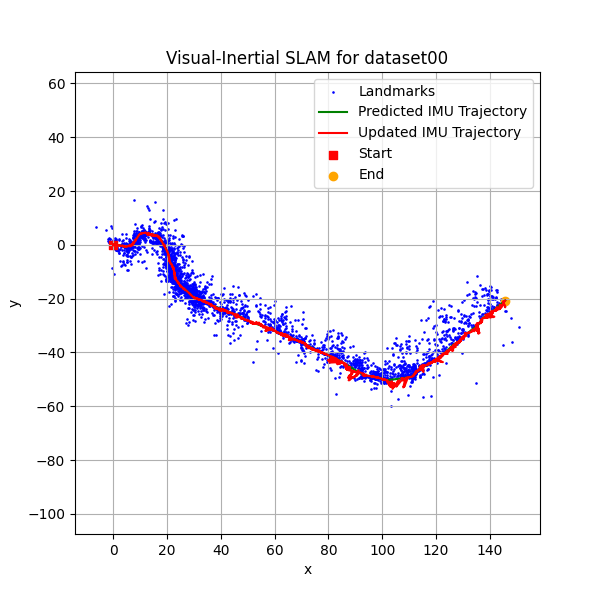 Visual-Inertial SLAM for dataset00
Landmarks
Predicted IMU Trajectory
Updated IMU Trajectory
Start
End
60
40
20
0
−20
−40
−60
−80
−100
y
0 20 40 60 80 100 120 140
x